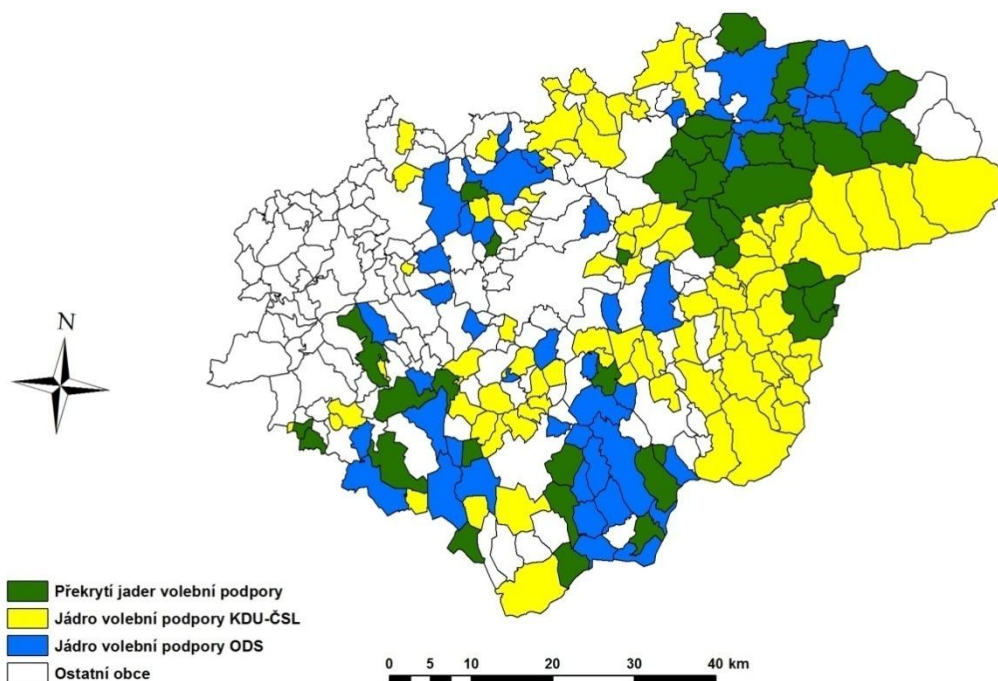 N
Překrytí jader volební podpory
Jádro volební podpory KDU-ČSL
Jádro volební podpory ODS
Ostatní obce
0 5 10 20 30 40 km